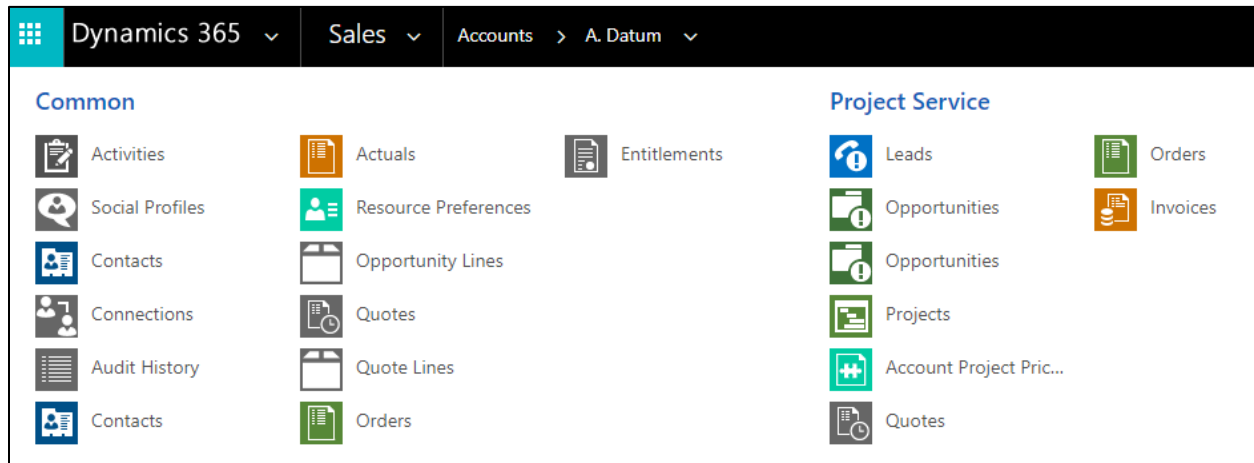 Dynamics 365
Sales
Accounts > A. Datum
Common
Activities
Social Profiles
Contacts
Connections
Audit History
Contacts
Actuals
Resource Preferences
Opportunity Lines
Quotes
Quote Lines
Orders
Entitlements
Project Service
Leads
Opportunities
Opportunities
Projects
Account Project Pric...
Quotes
Orders
Invoices